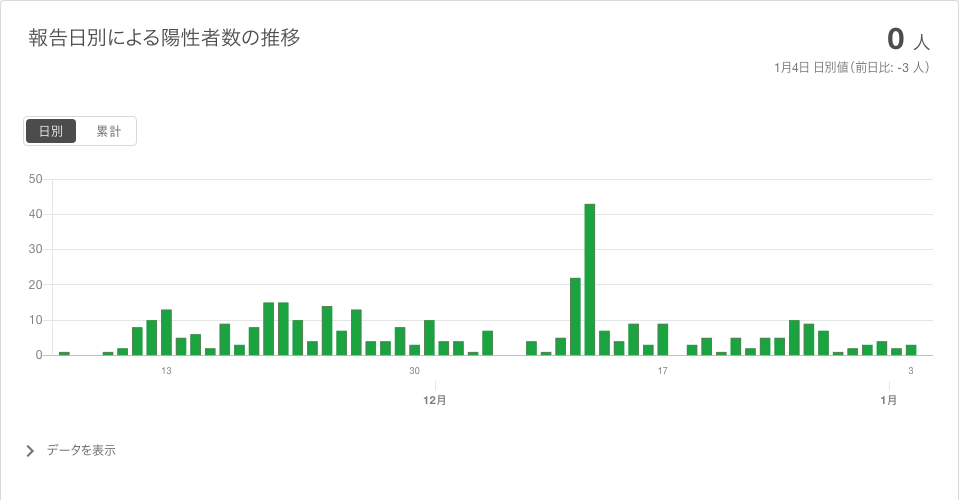 報告日別による陽性者数の推移
0 人
1月4日 日別値（前日比: -3 人）
日別 累計
50
40
30
20
10
0
13 30 17 3
12月 1月
データを表示